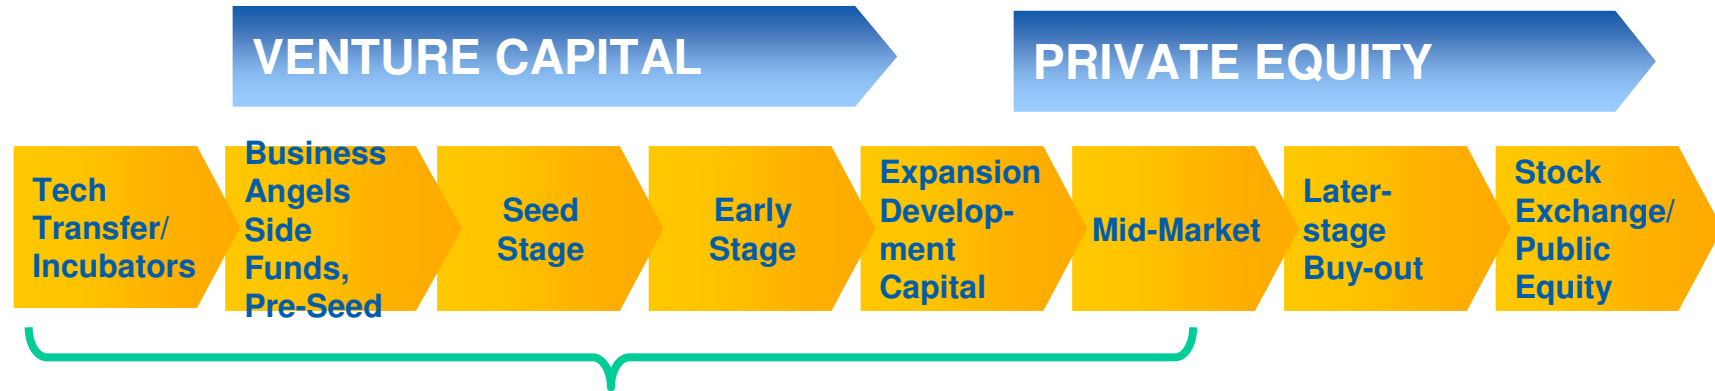 VENTURE CAPITAL
PRIVATE EQUITY
Tech
Transfer/
Incubators
Business
Angels
Side
Funds,
Pre-Seed
Seed
Stage
Early
Stage
Expansion
Develop-
ment
Capital
Mid-Market
Later-
stage
Buy-out
Stock
Exchange/
Public
Equity